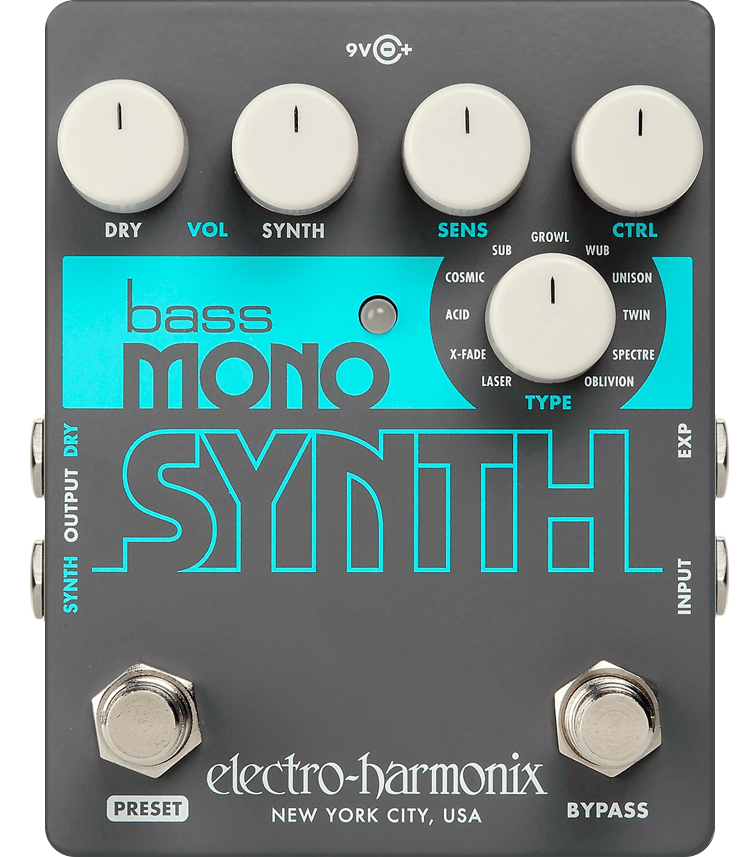 9V +
DRY VOL SYNTH SENS CTRL
GROWL
SUB WUB
COSMIC UNISON
ACID TWIN
X-FADE SPECTRE
LASER OBLIVION
TYPE
bass
MONO
SYNTH
SYNTH OUTPUT DRY
EXP
INPUT
electro-harmonix
NEW YORK CITY, USA
PRESET
BYPASS